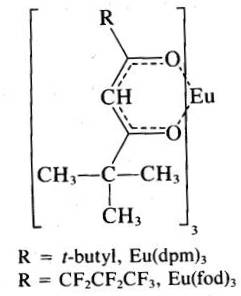 R
C
O
CH
Eu
C
O
CH₃—C—CH₃
CH₃
3
R = t-butyl, Eu(dpm)₃
R = CF₂CF₂CF₃, Eu(fod)₃